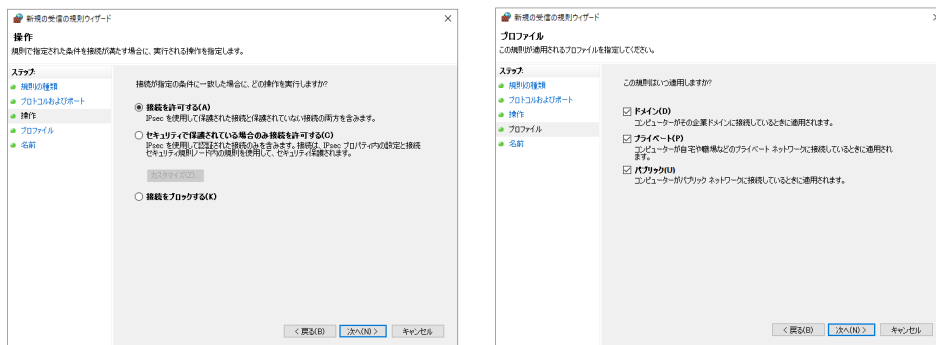 新規の受信の規則ウィザード
操作
規則で指定された条件を接続が満たす場合に、実行される操作を指定します。
ステップ:
規則の種類
プロトコルおよびポート
操作
プロファイル
名前
接続が指定の条件に一致した場合に、どの操作を実行しますか?
接続を許可する(A)
IPsec を使用して保護された接続と保護されていない接続の両方を含みます。
セキュリティで保護されている場合のみ接続を許可する(C)
IPsec を使用して認証された接続のみを含みます。接続は、IPsec プロパティ内の設定と接続
セキュリティ規則ノード内の規則を使用して、セキュリティ保護されます。
カスタマイズ(Z)...
接続をブロックする(K)
< 戻る(B)
次へ(N) >
キャンセル
新規の受信の規則ウィザード
プロファイル
この規則が適用されるプロファイルを指定してください。
ステップ:
規則の種類
プロトコルおよびポート
操作
プロファイル
名前
この規則はいつ適用しますか?
ドメイン(D)
コンピューターがその企業ドメインに接続しているときに適用されます。
プライベート(P)
コンピューターが自宅や職場などのプライベート ネットワークに接続しているときに適用され
ます。
パブリック(U)
コンピューターがパブリック ネットワークに接続しているときに適用されます。
< 戻る(B)
次へ(N) >
キャンセル